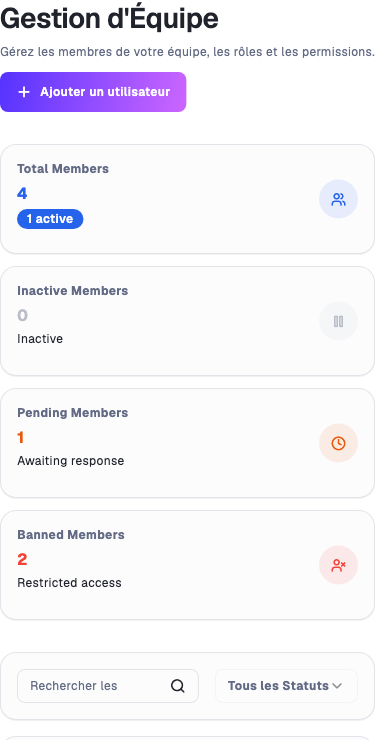 Gestion d'Équipe
Gérez les membres de votre équipe, les rôles et les permissions.
Ajouter un utilisateur
Total Members
4
1 active
Inactive Members
0
Inactive
Pending Members
1
Awaiting response
Banned Members
2
Restricted access
Rechercher les
Tous les Statuts